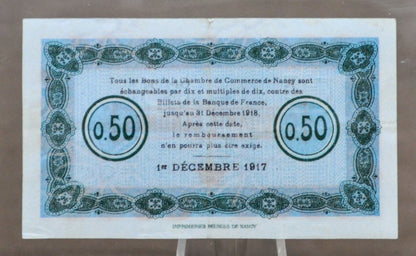 Tous les Bons de la Chambre de Commerce de Nancy sont
échangeables par dix et multiples de dix, contre des
Billets de la Banque de France,
jusqu'au 31 Décembre 1918.
Après cette date,
le remboursement
n'en pourra plus être exigé.
0.50
0.50
1er DÉCEMBRE 1917
IMPRIMERIES RÉUNIES DE NANCY